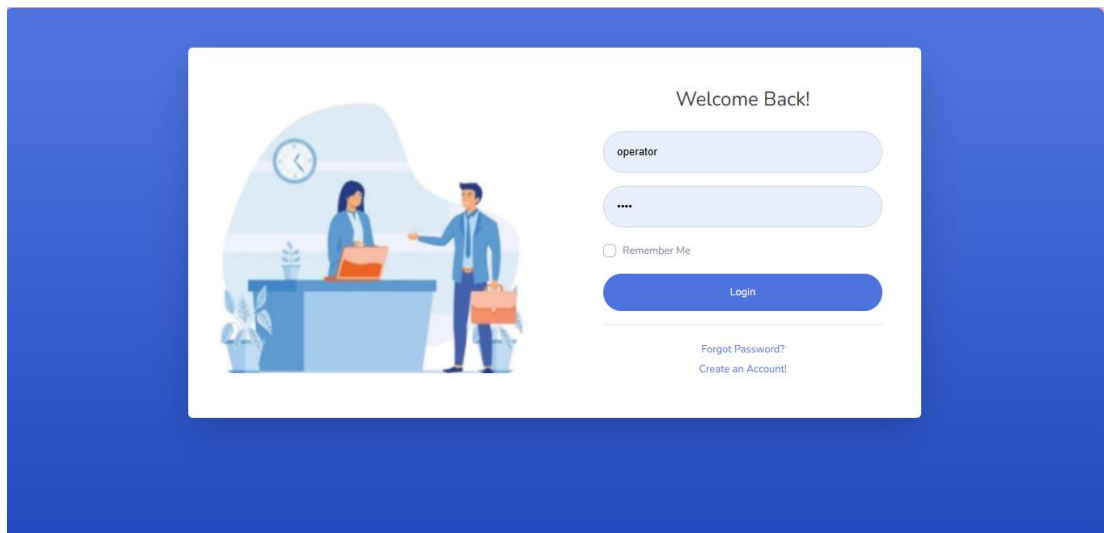 Welcome Back!
operator
••••
Remember Me
Login
Forgot Password?
Create an Account!